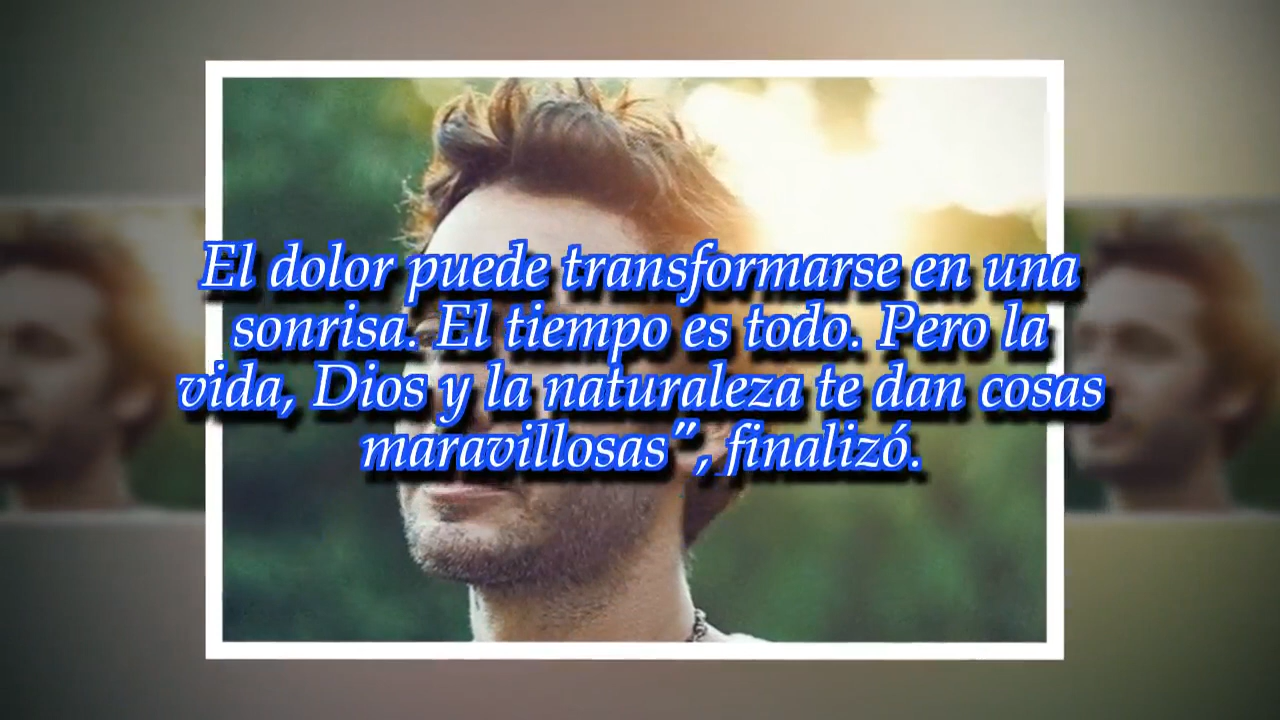 El dolor puede transformarse en una
sonrisa. El tiempo es todo. Pero la
vida, Dios y la naturaleza te dan cosas
maravillosas”, finalizó.